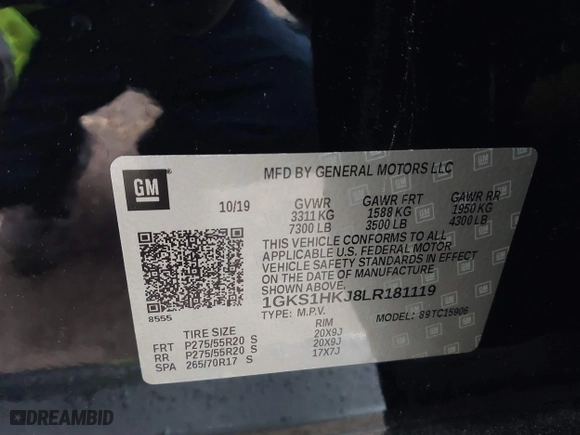 MFD BY GENERAL MOTORS LLC
GM
10/19 GVWR GAWR FRT GAWR RR
3311 KG 1588 KG 1950 KG
7300 LB 3500 LB 4300 LB
THIS VEHICLE CONFORMS TO ALL
APPLICABLE U.S. FEDERAL MOTOR
VEHICLE SAFETY STANDARDS IN EFFECT
ON THE DATE OF MANUFACTURE
SHOWN ABOVE.
1GKS1HKJ8LR181119
TYPE: M.P.V. MODEL: 89TC15906
8555
TIRE SIZE RIM
FRT P275/55R20 S 20X9J
RR P275/55R20 S 20X9J
SPA 265/70R17 S 17X7J
DREAMBID